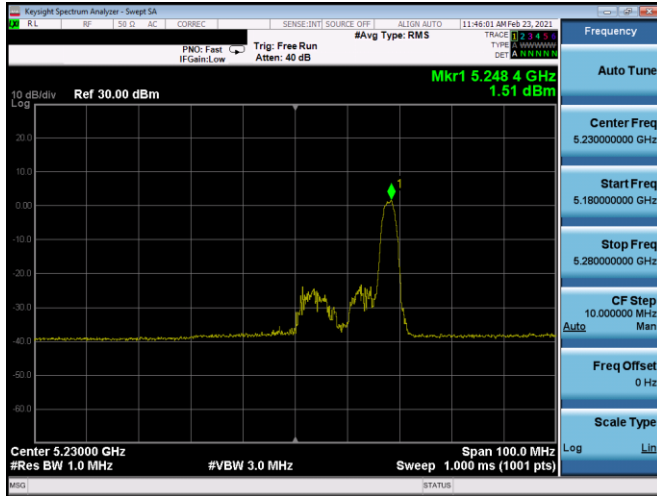 Keysight Spectrum Analyzer - Swept SA
RL RF 50 Ω AC CORREC SENSE:INT SOURCE OFF ALIGN AUTO 11:46:01 AM Feb 23, 2021
#Avg Type: RMS
TRACE 1 2 3 4 5 6
PNO: Fast Trig: Free Run TYPE A WWWWW
IFGain:Low Atten: 40 dB DET A N N N N N
Mkr1 5.248 4 GHz
1.51 dBm
10 dB/div Ref 30.00 dBm
Log
20.0
10.0
0.00
-10.0
-20.0
-30.0
-40.0
-50.0
-60.0
1
Center 5.23000 GHz Span 100.0 MHz
#Res BW 1.0 MHz #VBW 3.0 MHz Sweep 1.000 ms (1001 pts)
MSG STATUS
Frequency
Auto Tune
Center Freq
5.230000000 GHz
Start Freq
5.180000000 GHz
Stop Freq
5.280000000 GHz
CF Step
10.000000 MHz
Auto Man
Freq Offset
0 Hz
Scale Type
Log Lin